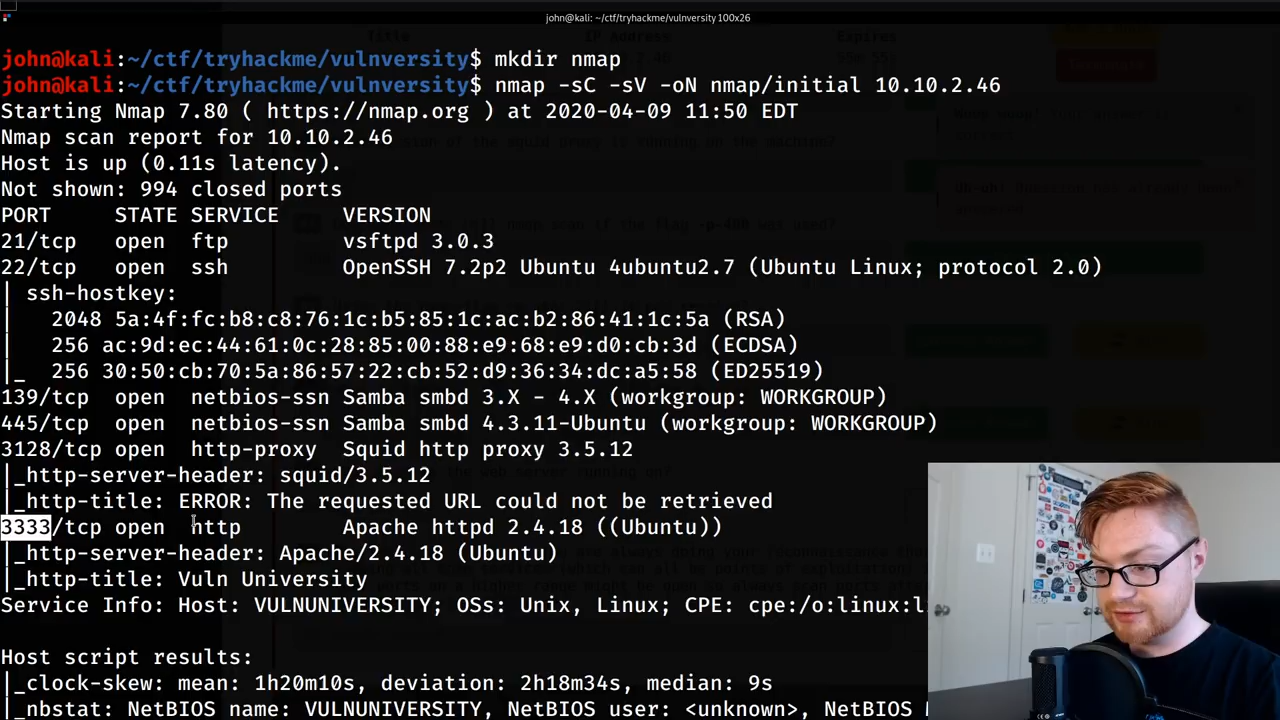 john@kali: ~/ctf/tryhackme/vulnversity 100x26
john@kali:~/ctf/tryhackme/vulnversity$ mkdir nmap
john@kali:~/ctf/tryhackme/vulnversity$ nmap -sC -sV -oN nmap/initial 10.10.2.46
Starting Nmap 7.80 ( https://nmap.org ) at 2020-04-09 11:50 EDT
Nmap scan report for 10.10.2.46
Host is up (0.11s latency).
Not shown: 994 closed ports
PORT     STATE SERVICE     VERSION
21/tcp   open  ftp         vsftpd 3.0.3
22/tcp   open  ssh         OpenSSH 7.2p2 Ubuntu 4ubuntu2.7 (Ubuntu Linux; protocol 2.0)
| ssh-hostkey:
|   2048 5a:4f:fc:b8:c8:76:1c:b5:85:1c:ac:b2:86:41:1c:5a (RSA)
|   256 ac:9d:ec:44:61:0c:28:85:00:88:e9:68:e9:d0:cb:3d (ECDSA)
|_  256 30:50:cb:70:5a:86:57:22:cb:52:d9:36:34:dc:a5:58 (ED25519)
139/tcp  open  netbios-ssn Samba smbd 3.X - 4.X (workgroup: WORKGROUP)
445/tcp  open  netbios-ssn Samba smbd 4.3.11-Ubuntu (workgroup: WORKGROUP)
3128/tcp open  http-proxy  Squid http proxy 3.5.12
|_http-server-header: squid/3.5.12
|_http-title: ERROR: The requested URL could not be retrieved
3333/tcp open  http        Apache httpd 2.4.18 ((Ubuntu))
|_http-server-header: Apache/2.4.18 (Ubuntu)
|_http-title: Vuln University
Service Info: Host: VULNUNIVERSITY; OSs: Unix, Linux; CPE: cpe:/o:linux:l
Host script results:
|_clock-skew: mean: 1h20m10s, deviation: 2h18m34s, median: 9s
|_nbstat: NetBIOS name: VULNUNIVERSITY, NetBIOS user: <unknown>, NetBIOS